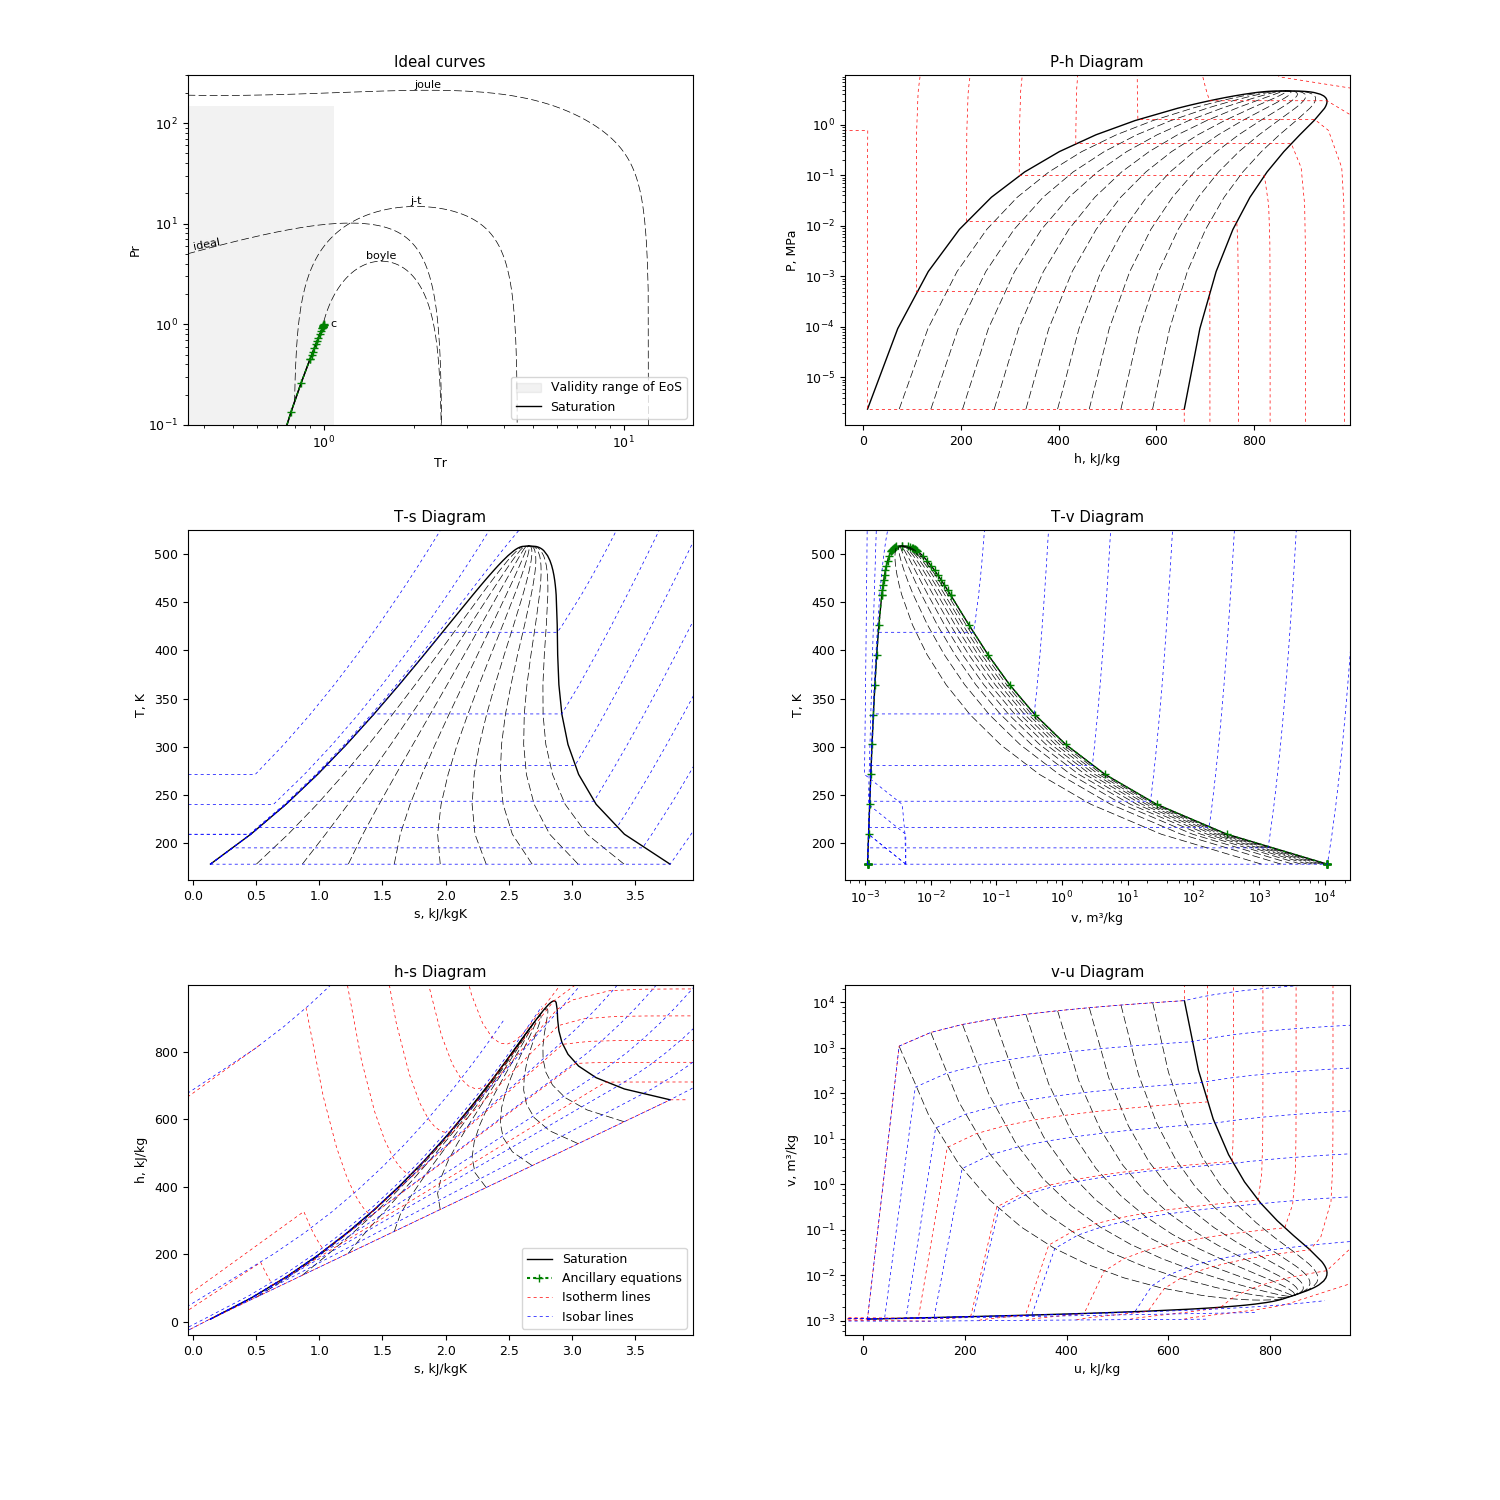 Ideal curves
joule
j-t
ideal
boyle
c
Validity range of EoS
Saturation
Pr
10² 10¹ 10⁰ 10⁻¹
10⁰ 10¹
Tr
P-h Diagram
P, MPa
10⁰ 10⁻¹ 10⁻² 10⁻³ 10⁻⁴ 10⁻⁵
0 200 400 600 800
h, kJ/kg
T-s Diagram
T, K
500 450 400 350 300 250 200
0.0 0.5 1.0 1.5 2.0 2.5 3.0 3.5
s, kJ/kgK
T-v Diagram
T, K
500 450 400 350 300 250 200
10⁻³ 10⁻² 10⁻¹ 10⁰ 10¹ 10² 10³ 10⁴
v, m³/kg
h-s Diagram
h, kJ/kg
800 600 400 200 0
Saturation
Ancillary equations
Isotherm lines
Isobar lines
0.0 0.5 1.0 1.5 2.0 2.5 3.0 3.5
s, kJ/kgK
v-u Diagram
v, m³/kg
10⁴ 10³ 10² 10¹ 10⁰ 10⁻¹ 10⁻² 10⁻³
0 200 400 600 800
u, kJ/kg